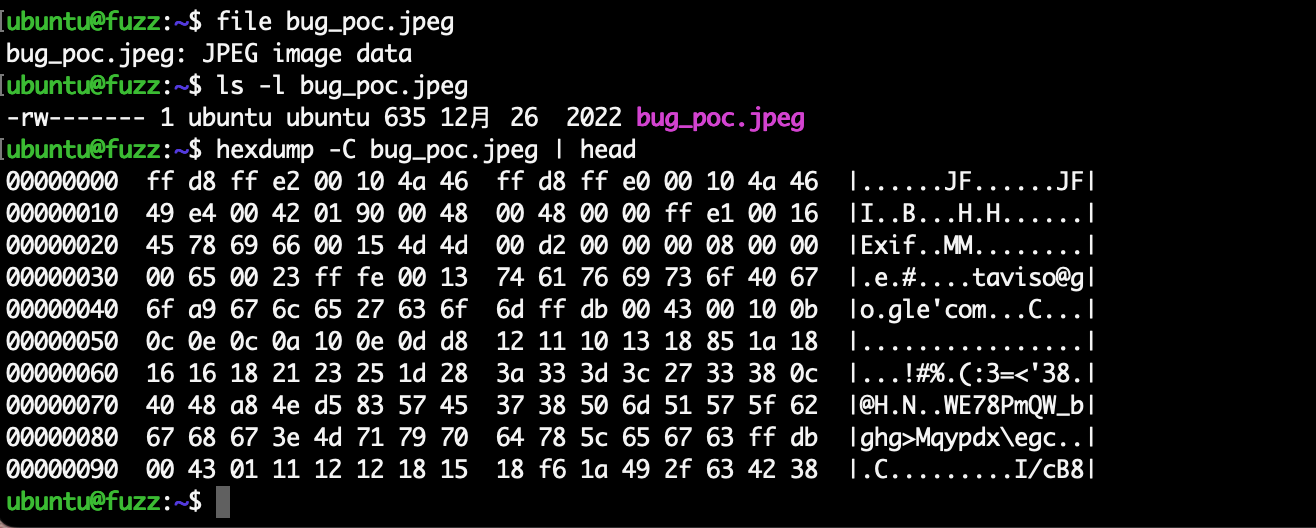 [ubuntu@fuzz:~$ file bug_poc.jpeg
bug_poc.jpeg: JPEG image data
[ubuntu@fuzz:~$ ls -l bug_poc.jpeg
-rw------- 1 ubuntu ubuntu 635 12月 26  2022 bug_poc.jpeg
[ubuntu@fuzz:~$ hexdump -C bug_poc.jpeg | head
00000000  ff d8 ff e2 00 10 4a 46  ff d8 ff e0 00 10 4a 46  |......JF......JF|
00000010  49 e4 00 42 01 90 00 48  00 48 00 00 ff e1 00 16  |I..B...H.H......|
00000020  45 78 69 66 00 15 4d 4d  00 d2 00 00 00 08 00 00  |Exif..MM........|
00000030  00 65 00 23 ff fe 00 13  74 61 76 69 73 6f 40 67  |.e.#....taviso@g|
00000040  6f a9 67 6c 65 27 63 6f  6d ff db 00 43 00 10 0b  |o.gle'com...C...|
00000050  0c 0e 0c 0a 10 0e 0d d8  12 11 10 13 18 85 1a 18  |................|
00000060  16 16 18 21 23 25 1d 28  3a 33 3d 3c 27 33 38 0c  |...!#%.(:3=<'38.|
00000070  40 48 a8 4e d5 83 57 45  37 38 50 6d 51 57 5f 62  |@H.N..WE78PmQW_b|
00000080  67 68 67 3e 4d 71 79 70  64 78 5c 65 67 63 ff db  |ghg>Mqypdx\egc..|
00000090  00 43 01 11 12 12 18 15  18 f6 1a 49 2f 63 42 38  |.C.........I/cB8|
ubuntu@fuzz:~$